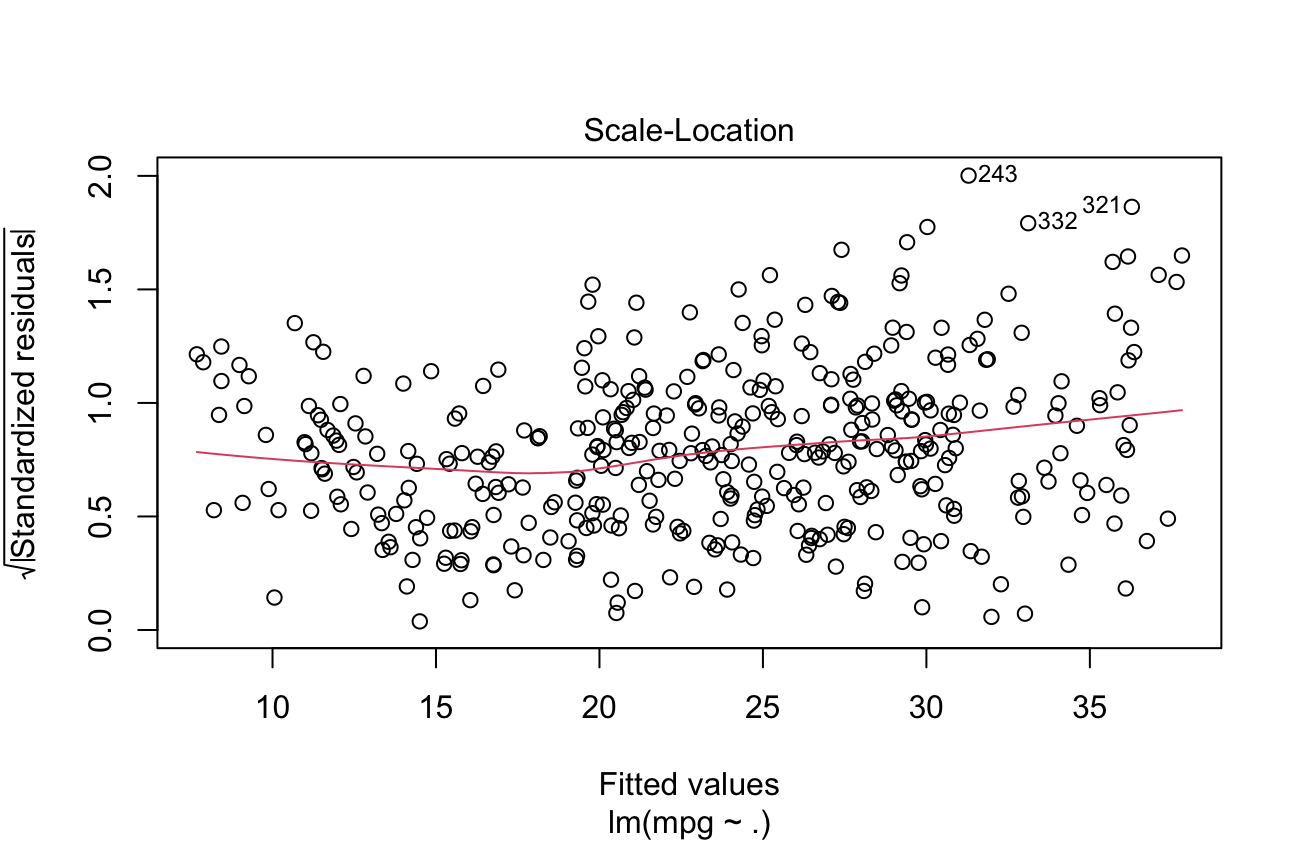 Scale-Location
√|Standardized residuals|
2.0
1.5
1.0
0.5
0.0
243
321
332
10 15 20 25 30 35
Fitted values
lm(mpg ~ .)